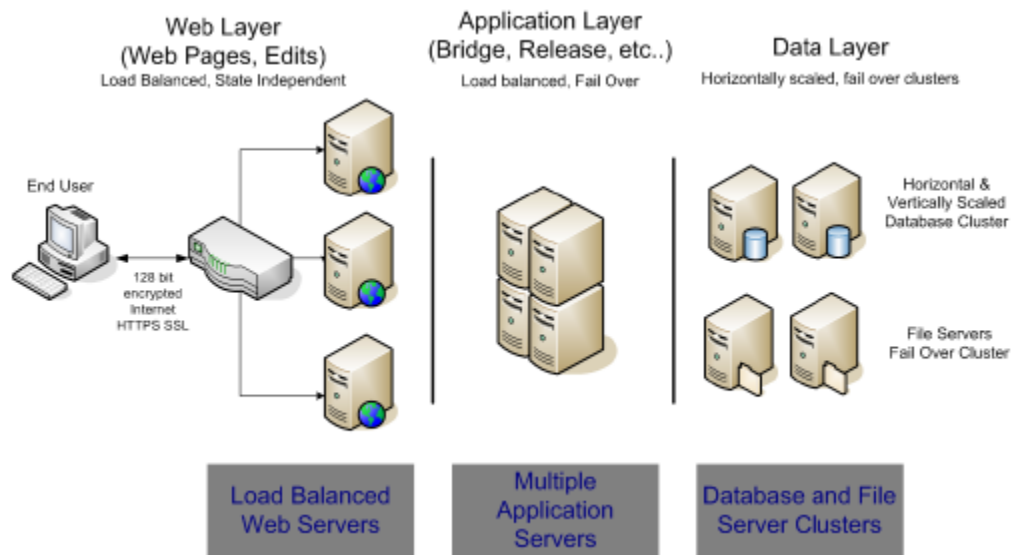 Web Layer
(Web Pages, Edits)
Load Balanced, State Independent
Application Layer
(Bridge, Release, etc..)
Load balanced, Fail Over
Data Layer
Horizontally scaled, fail over clusters
End User
128 bit
encrypted
Internet
HTTPS SSL
Horizontal &
Vertically Scaled
Database Cluster
File Servers
Fail Over Cluster
Load Balanced
Web Servers
Multiple
Application
Servers
Database and File
Server Clusters